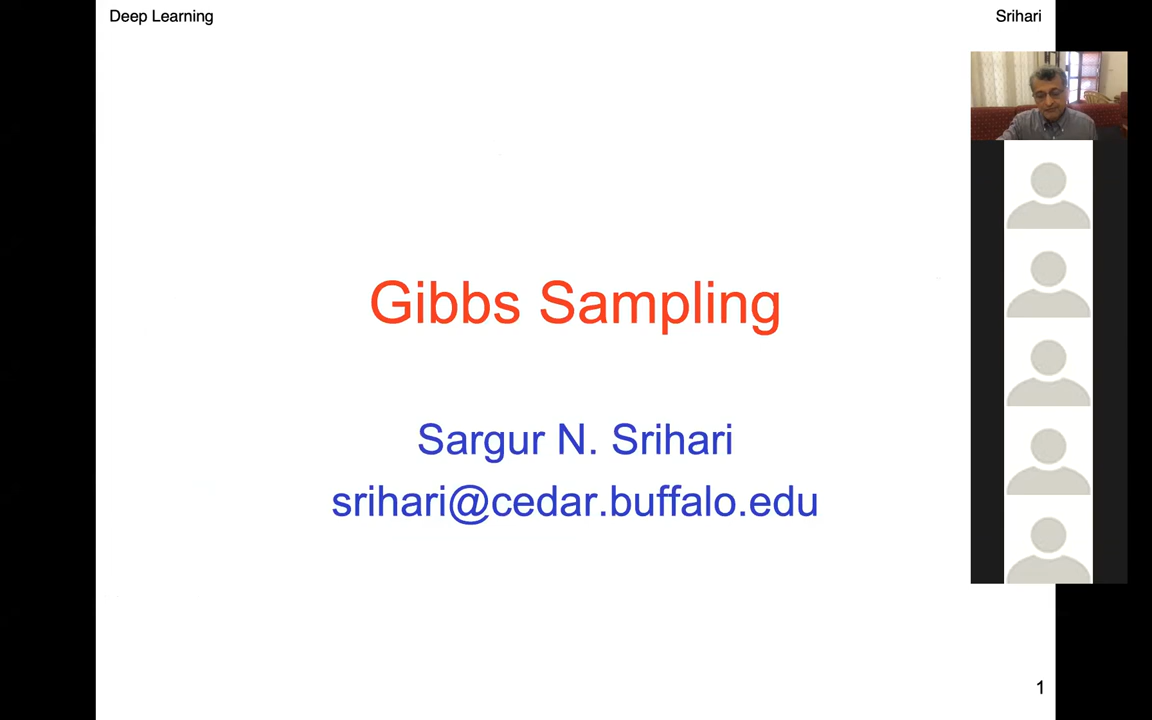 Deep Learning
Srihari
Gibbs Sampling
Sargur N. Srihari
srihari@cedar.buffalo.edu
1